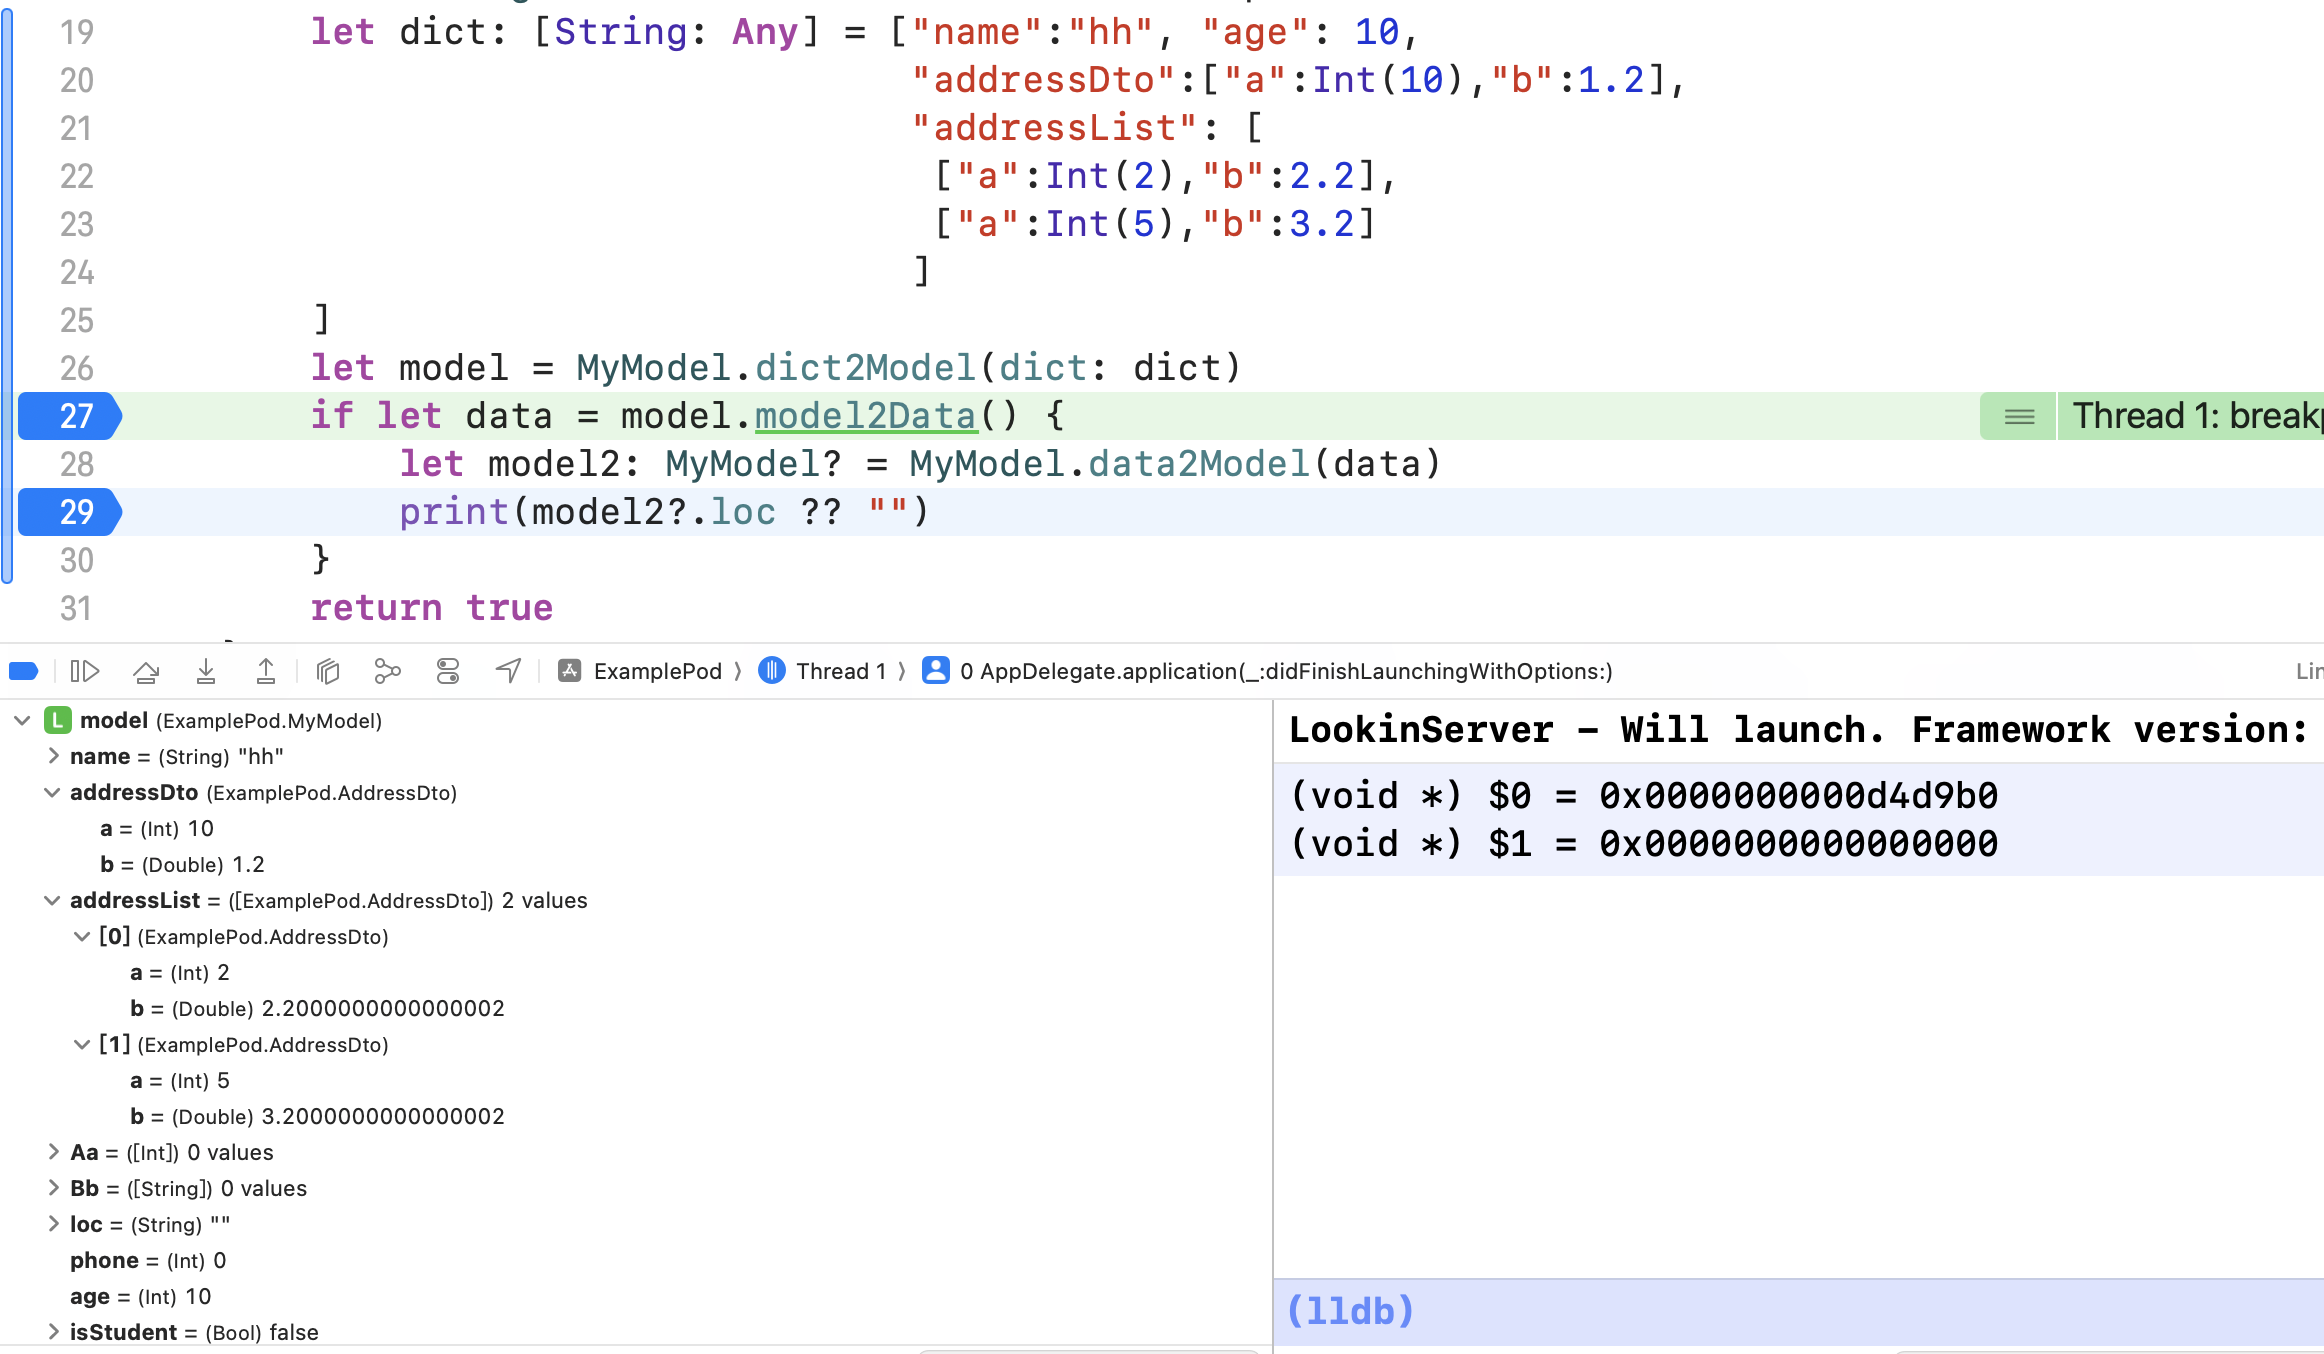 19 let dict: [String: Any] = ["name":"hh", "age": 10,
20 "addressDto":["a":Int(10),"b":1.2],
21 "addressList": [
22 ["a":Int(2),"b":2.2],
23 ["a":Int(5),"b":3.2]
24 ]
25 ]
26 let model = MyModel.dict2Model(dict: dict)
27 if let data = model.model2Data() {
Thread 1: breakp
28 let model2: MyModel? = MyModel.data2Model(data)
29 print(model2?.loc ?? "")
30 }
31 return true
ExamplePod ⟩ Thread 1 ⟩ 0 AppDelegate.application(_:didFinishLaunchingWithOptions:)
Lin
L model (ExamplePod.MyModel)
name = (String) "hh"
addressDto (ExamplePod.AddressDto)
a = (Int) 10
b = (Double) 1.2
addressList = ([ExamplePod.AddressDto]) 2 values
[0] (ExamplePod.AddressDto)
a = (Int) 2
b = (Double) 2.2000000000000002
[1] (ExamplePod.AddressDto)
a = (Int) 5
b = (Double) 3.2000000000000002
Aa = ([Int]) 0 values
Bb = ([String]) 0 values
loc = (String) ""
phone = (Int) 0
age = (Int) 10
isStudent = (Bool) false
LookinServer - Will launch. Framework version:
(void *) $0 = 0x0000000000d4d9b0
(void *) $1 = 0x0000000000000000
(lldb)